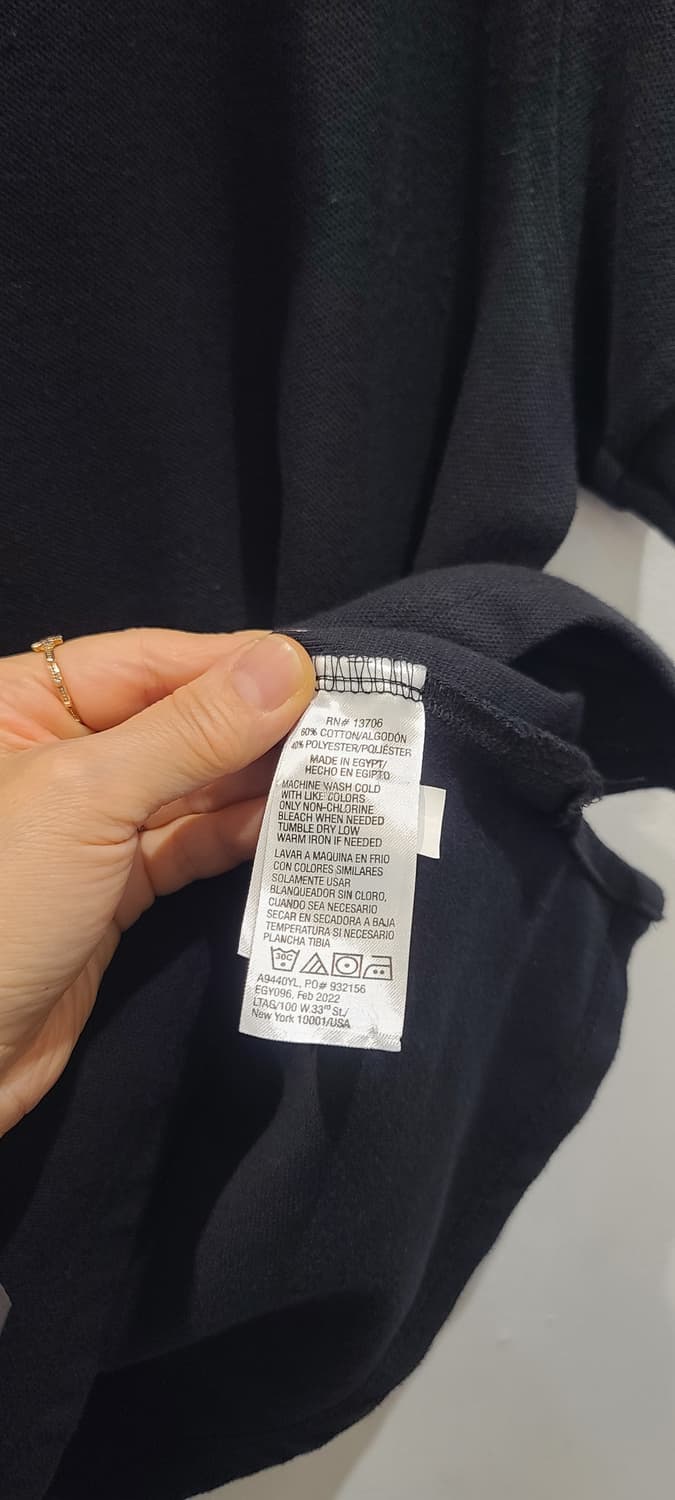 RN# 13706
60% COTTON/ALGODÓN
40% POLYESTER/POLIÉSTER
MADE IN EGYPT/
HECHO EN EGIPTO
MACHINE WASH COLD
WITH LIKE COLORS
ONLY NON-CHLORINE
BLEACH WHEN NEEDED
TUMBLE DRY LOW
WARM IRON IF NEEDED
LAVAR A MAQUINA EN FRIO
CON COLORES SIMILARES
SOLAMENTE USAR
BLANQUEADOR SIN CLORO,
CUANDO SEA NECESARIO
SECAR EN SECADORA A BAJA
TEMPERATURA SI NECESARIO
PLANCHA TIBIA
30C
A9440YL, PO# 932156
EGY096, Feb 2022
LTAG/100 W.33rd St./
New York 10001/USA